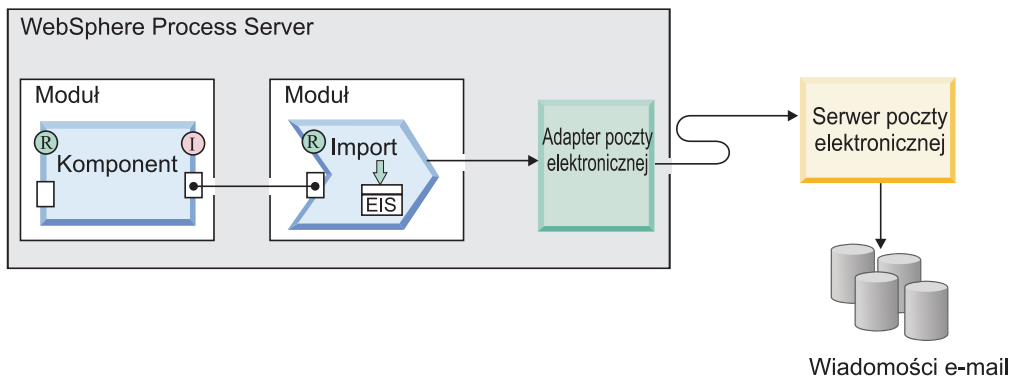 WebSphere Process Server
Moduł
R
I
Komponent
Moduł
R
Import
EIS
Adapter poczty
elektronicznej
Serwer poczty
elektronicznej
Wiadomości e-mail